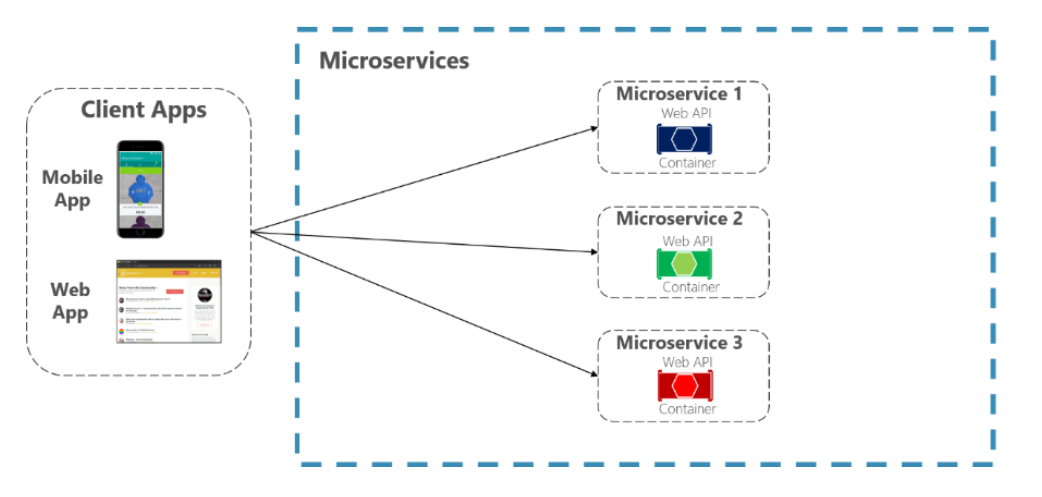 Microservices
Client Apps
Mobile
App
Web
App
Microservice 1
Web API
Container
Microservice 2
Web API
Container
Microservice 3
Web API
Container